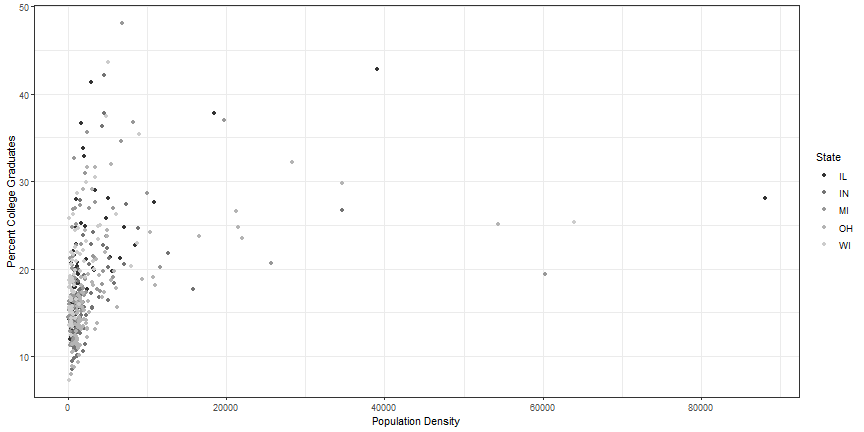 50
40
30
20
10
Percent College Graduates
0
20000
40000
60000
80000
Population Density
State
IL
IN
MI
OH
WI